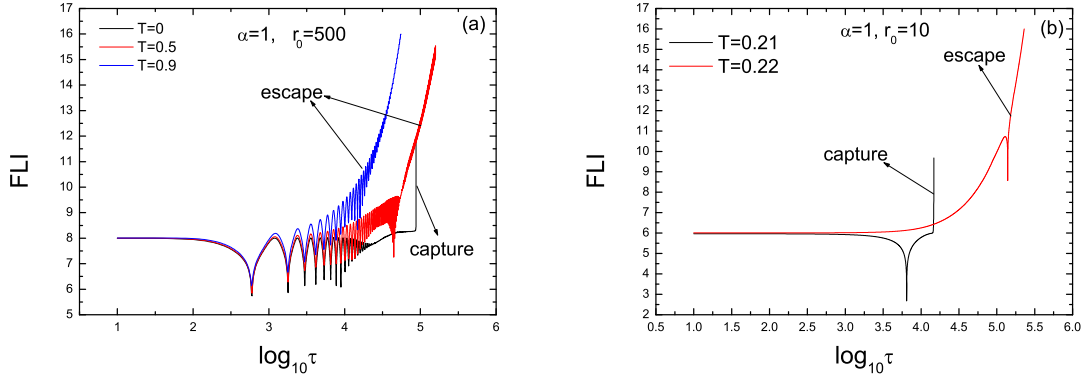 T=0
T=0.5
T=0.9
α=1, r₀=500
(a)
escape
capture
FLI
16
15
14
13
12
11
10
9
8
7
6
5
1
2
3
4
5
6
log₁₀τ
T=0.21
T=0.22
α=1, r₀=10
(b)
escape
capture
FLI
17
16
15
14
13
12
11
10
9
8
7
6
5
4
3
2
0.5 1.0 1.5 2.0 2.5 3.0 3.5 4.0 4.5 5.0 5.5 6.0
log₁₀τ